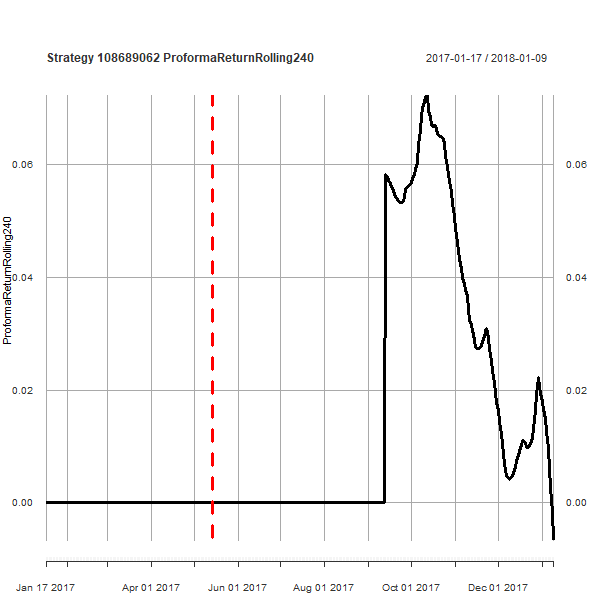 Strategy 108689062 ProformaReturnRolling240
2017-01-17 / 2018-01-09
ProformaReturnRolling240
0.06
0.06
0.04
0.04
0.02
0.02
0.00
0.00
Jan 17 2017
Apr 01 2017
Jun 01 2017
Aug 01 2017
Oct 01 2017
Dec 01 2017